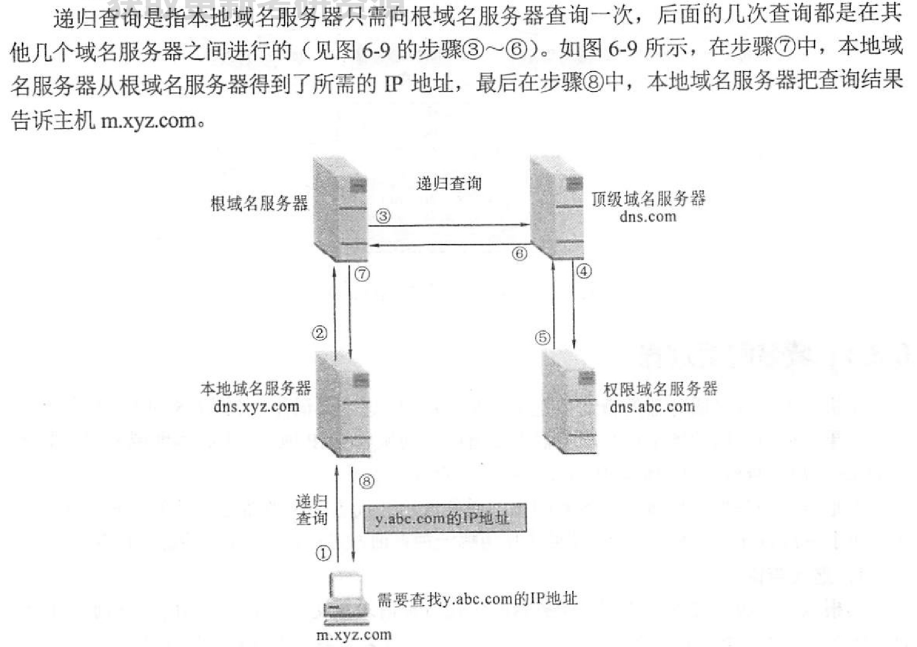 递归查询是指本地域名服务器只需向根域名服务器查询一次，后面的几次查询都是在其
他几个域名服务器之间进行的（见图 6-9 的步骤③～⑥）。如图 6-9 所示，在步骤⑦中，本地域
名服务器从根域名服务器得到了所需的 IP 地址，最后在步骤⑧中，本地域名服务器把查询结果
告诉主机 m.xyz.com。
递归查询
根域名服务器
顶级域名服务器
dns.com
③
⑥
⑦
④
②
⑤
本地域名服务器
dns.xyz.com
权限域名服务器
dns.abc.com
⑧
递归
查询
y.abc.com的IP地址
①
需要查找y.abc.com的IP地址
m.xyz.com